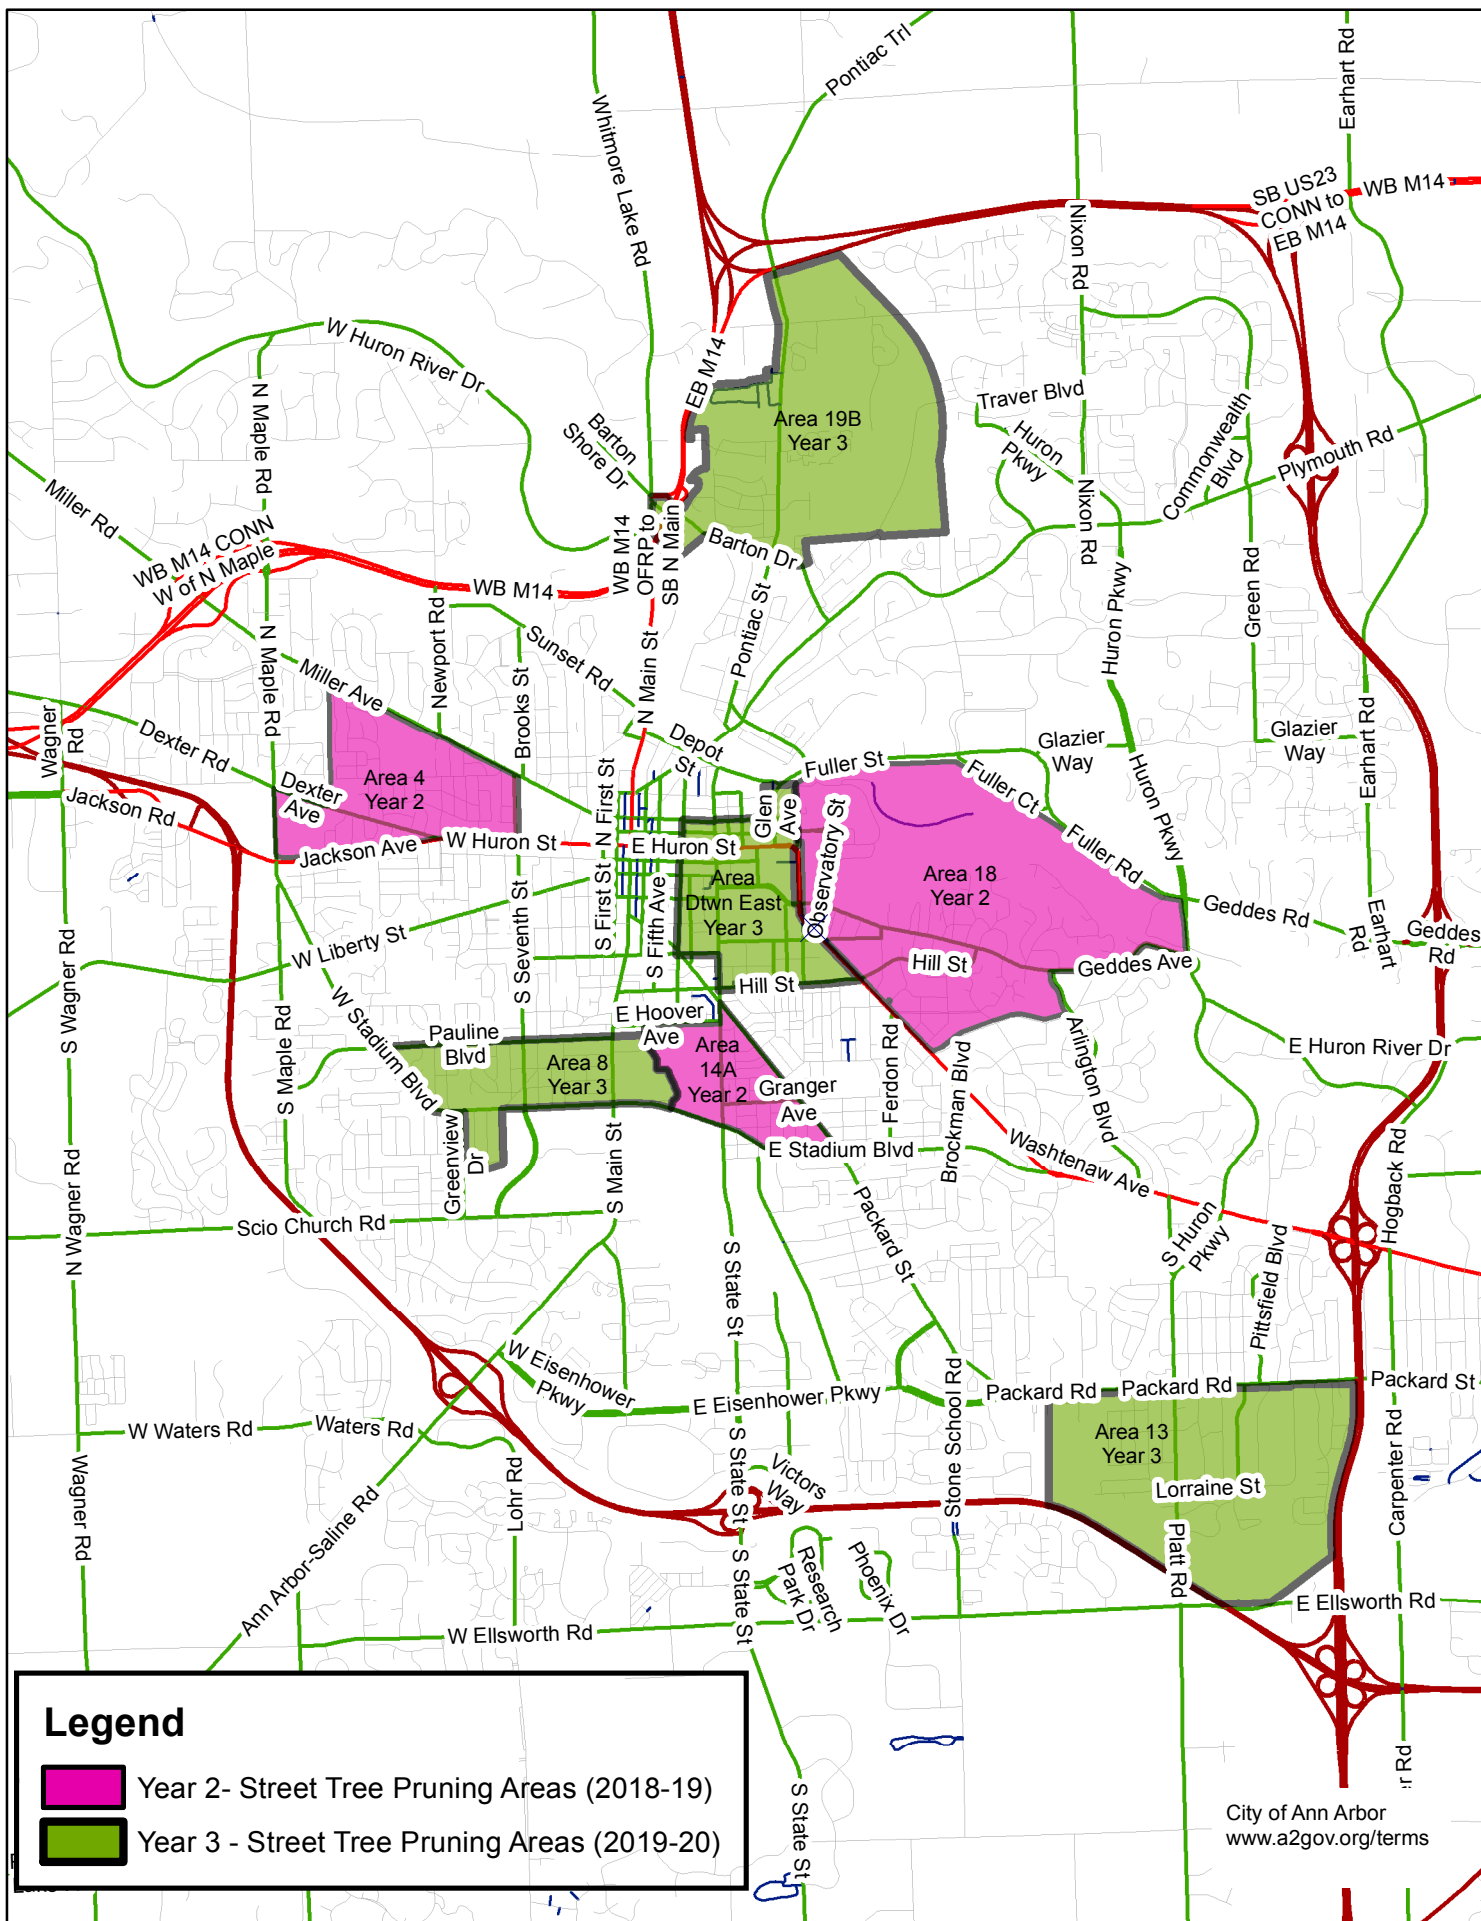 Pontiac Trl
Earhart Rd
Whitmore Lake Rd
SB US23
CONN to
EB M14
WB M14
Nixon Rd
W Huron River Dr
N Maple Rd
EB M14
Barton
Shore Dr
Area 19B
Year 3
Traver Blvd
Huron
Pkwy
Commonwealth
Blvd
Plymouth Rd
Miller Rd
WB M14 CONN
W of N Maple
WB M14
WB M14
OFRP to
SB N Main
Barton Dr
Nixon Rd
Huron Pkwy
Green Rd
N Maple Rd
Miller Ave
Newport Rd
Brooks St
Sunset Rd
N Main St
Pontiac St
Wagner
Rd
Dexter Rd
Depot
St
Glazier
Way
Glazier
Way
Earhart Rd
Jackson Rd
Dexter
Ave
Area 4
Year 2
N First St
Fuller St
Fuller Ct
Huron Pkwy
Glen
Ave
Observatory St
Fuller Rd
Jackson Ave
W Huron St
E Huron St
Area
Dtwn East
Year 3
Area 18
Year 2
Geddes Rd
Earhart
Rd
Geddes
Rd
S Wagner Rd
W Liberty St
S Seventh St
S First St
S Fifth Ave
Hill St
Hill St
Geddes Ave
S Maple Rd
W Stadium Blvd
Pauline
Blvd
E Hoover
Ave
Area 8
Year 3
Area
14A
Year 2
Granger
Ave
Ferdon Rd
Brockman Blvd
Arlington Blvd
E Huron River Dr
E Stadium Blvd
Washtenaw Ave
Hogback Rd
N Wagner Rd
Greenview
Dr
S Main St
Scio Church Rd
Packard St
S State St
S Huron
Pkwy
Pittsfield Blvd
W Eisenhower
Pkwy
E Eisenhower Pkwy
Stone School Rd
Packard Rd
Packard Rd
Packard St
W Waters Rd
Waters Rd
Area 13
Year 3
Lorraine St
Carpenter Rd
Wagner Rd
Lohr Rd
S State St
Victors
Way
Ann Arbor-Saline Rd
Research
Park Dr
Phoenix Dr
Platt Rd
S State St
W Ellsworth Rd
E Ellsworth Rd
S State St
r Rd
Legend
Year 2- Street Tree Pruning Areas (2018-19)
Year 3 - Street Tree Pruning Areas (2019-20)
City of Ann Arbor
www.a2gov.org/terms